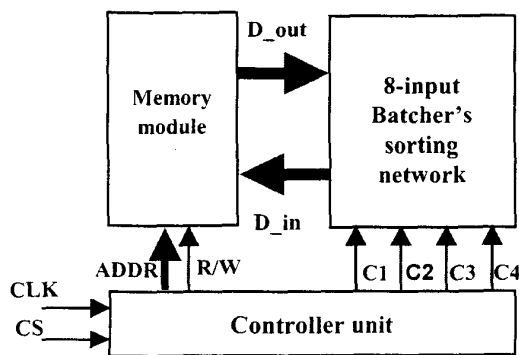 D_out
Memory
module
8-input
Batcher's
sorting
network
D_in
ADDR
R/W
C1
C2
C3
C4
CLK
CS
Controller unit